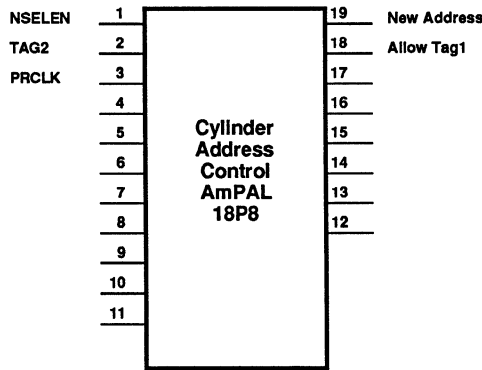 NSELEN 1 19 New Address
TAG2 2 18 Allow Tag1
PRCLK 3 17
4 16
5 15
6 14
7 13
8 12
9
10
11
Cylinder
Address
Control
AmPAL
18P8